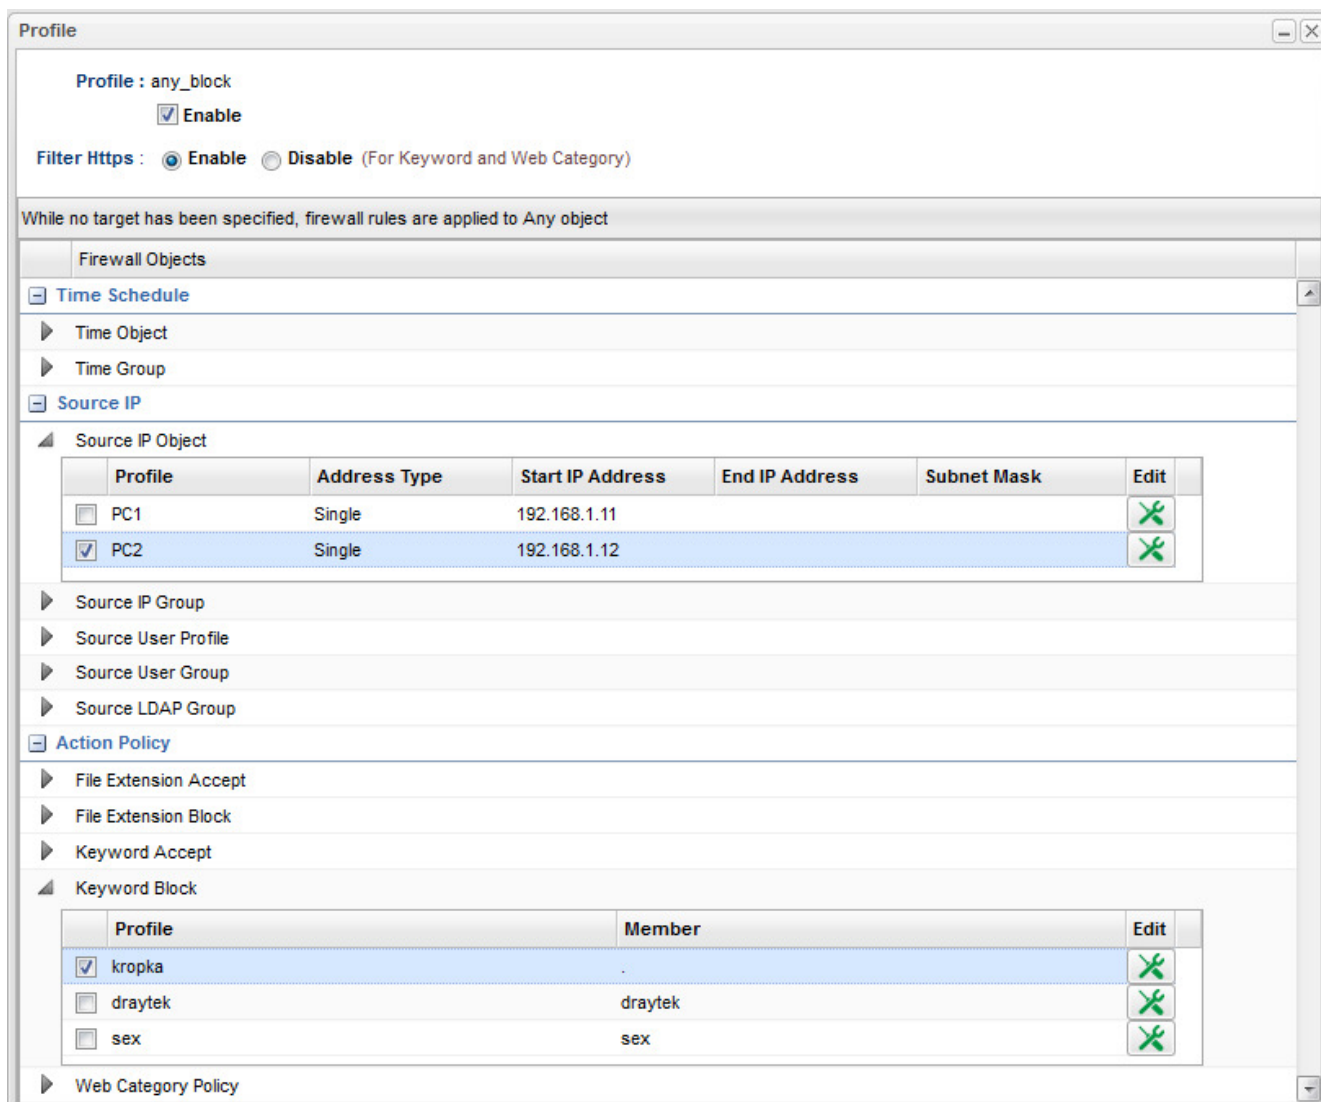 Profile
Profile : any_block
Enable
Filter Https : Enable Disable (For Keyword and Web Category)
While no target has been specified, firewall rules are applied to Any object
Firewall Objects
Time Schedule
Time Object
Time Group
Source IP
Source IP Object
Profile Address Type Start IP Address End IP Address Subnet Mask Edit
PC1 Single 192.168.1.11
PC2 Single 192.168.1.12
Source IP Group
Source User Profile
Source User Group
Source LDAP Group
Action Policy
File Extension Accept
File Extension Block
Keyword Accept
Keyword Block
Profile Member Edit
kropka .
draytek draytek
sex sex
Web Category Policy